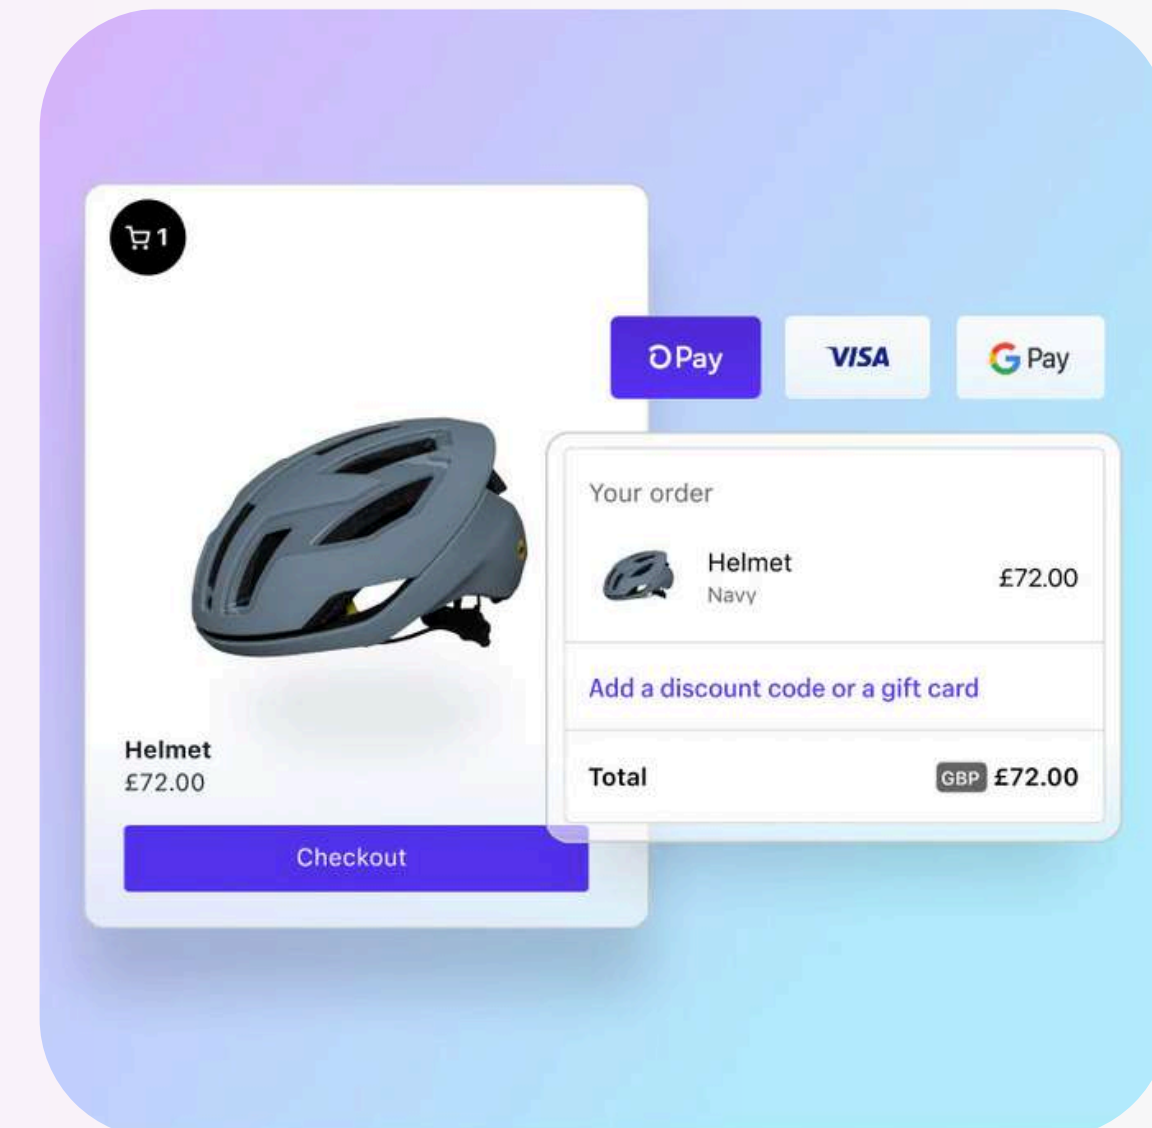 1
Pay
VISA
G Pay
Your order
Helmet
Navy
£72.00
Add a discount code or a gift card
Total
GBP £72.00
Helmet
£72.00
Checkout